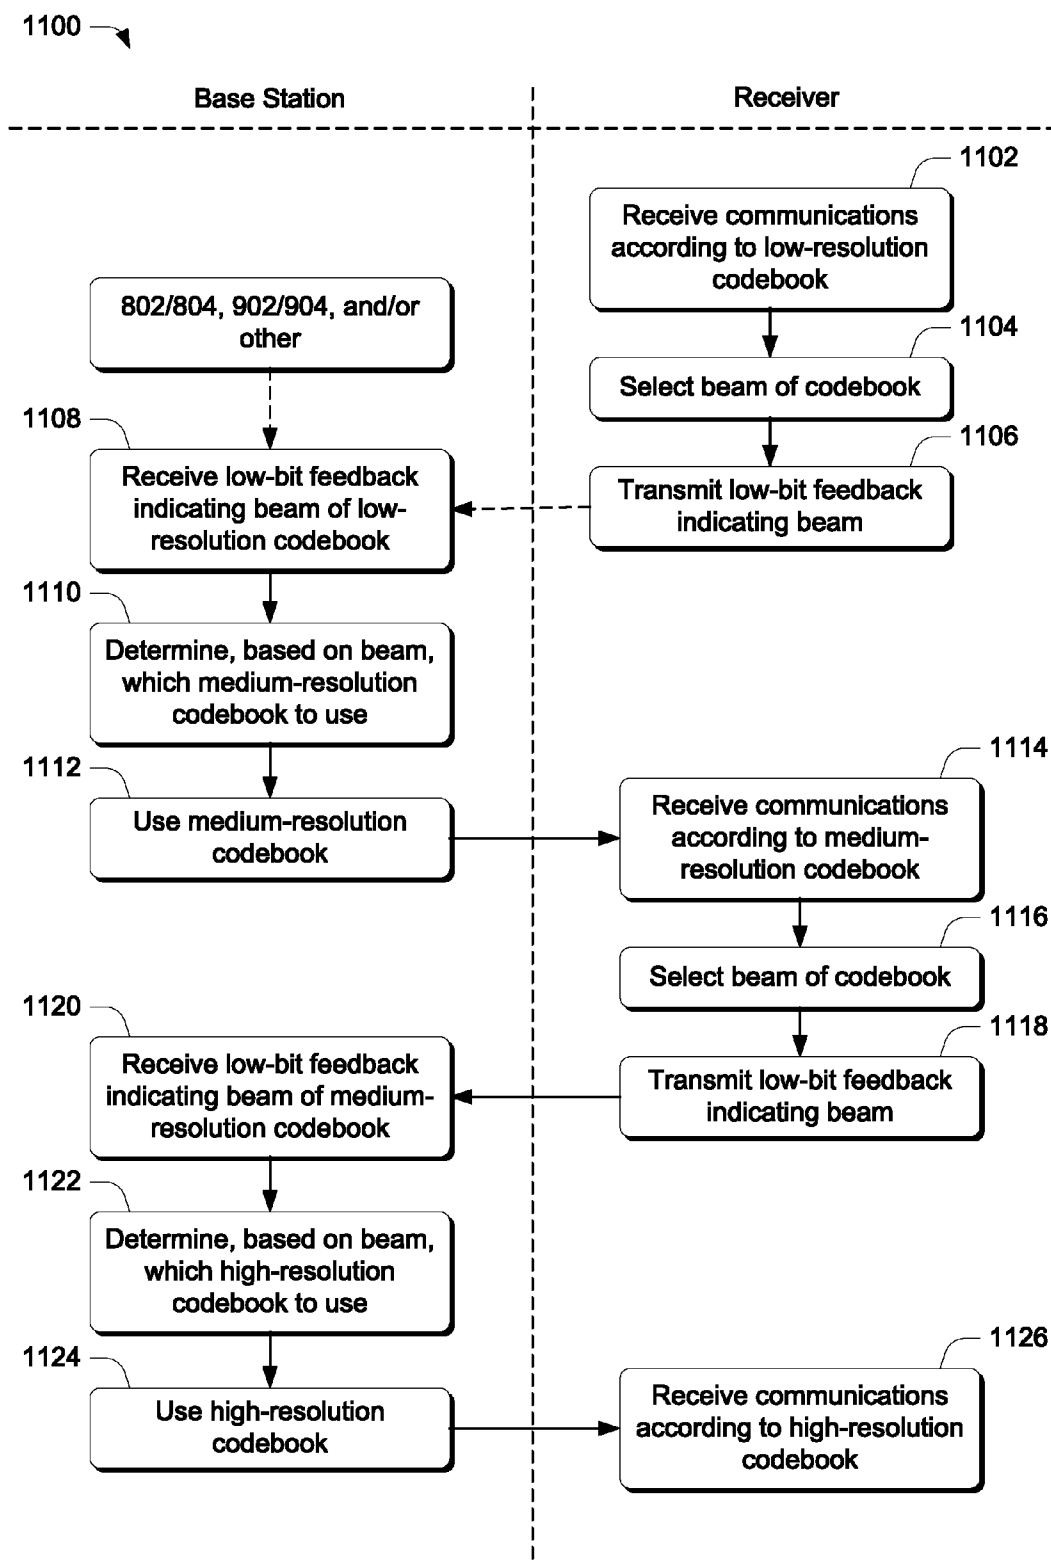 1100
Base Station
Receiver
1102
Receive communications
according to low-resolution
codebook
802/804, 902/904, and/or
other
1104
Select beam of codebook
1106
Transmit low-bit feedback
indicating beam
1108
Receive low-bit feedback
indicating beam of low-
resolution codebook
1110
Determine, based on beam,
which medium-resolution
codebook to use
1112
Use medium-resolution
codebook
1114
Receive communications
according to medium-
resolution codebook
1116
Select beam of codebook
1118
Transmit low-bit feedback
indicating beam
1120
Receive low-bit feedback
indicating beam of medium-
resolution codebook
1122
Determine, based on beam,
which high-resolution
codebook to use
1124
Use high-resolution
codebook
1126
Receive communications
according to high-resolution
codebook